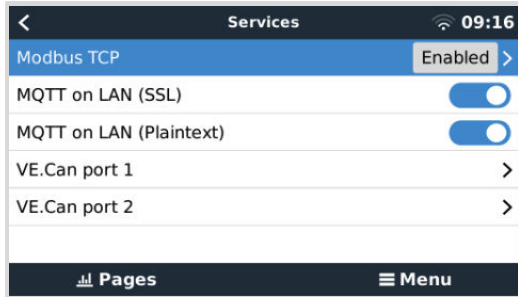 Services 09:16
Modbus TCP Enabled
MQTT on LAN (SSL)
MQTT on LAN (Plaintext)
VE.Can port 1
VE.Can port 2
Pages Menu